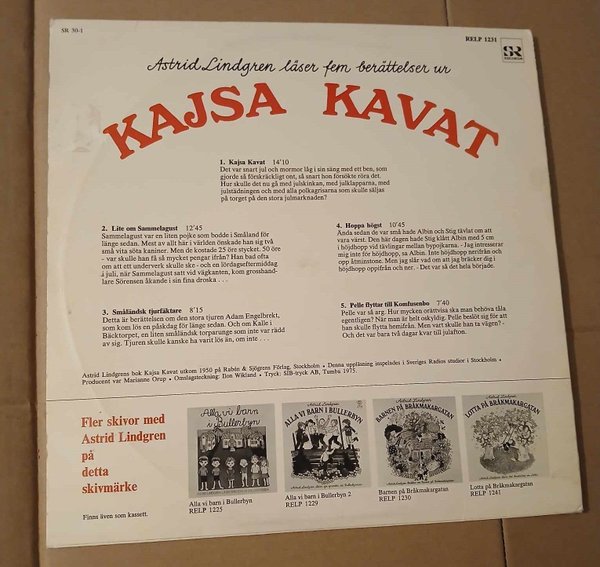 SR 30-1
RELP 1231
SR
RECORDS
Astrid Lindgren läser fem berättelser ur
KAJSA KAVAT
1. Kajsa Kavat 14'10
Det var snart jul och mormor låg i sin säng med ett ben, som
gjorde så förskräckligt ont, så snart hon försökte röra det.
Hur skulle det nu gå med julskinkan, med julklapparna, med
julstädningen och med alla polkagrisarna som skulle säljas
på torget på den stora julmarknaden?
2. Lite om Sammelagust 12'45
Sammelagust var en liten pojke som bodde i Småland för
länge sedan. Mest av allt här i världen önskade han sig två
små vita söta kaniner. Men de kostade 25 öre stycket. 50 öre
- var skulle han få så mycket pengar ifrån? Han bad ofta
om att ett underverk skulle ske - och en lördagseftermiddag
i juli, när Sammelagust satt vid vägkanten, kom grosshand-
lare Sörensen åkande i sin fina droska . . .
3. Småländsk tjurfäktare 8'15
Detta är berättelsen om den stora tjuren Adam Engelbrekt,
som kom lös en påskdag för länge sedan. Och om Kalle i
Bäcktorpet, en liten småländsk torparunge som inte var rädd
av sig. Tjuren skulle kanske ha varit lös än, om inte . . .
4. Hoppa högst 10'45
Ända sedan de var små hade Albin och Stig tävlat om att
vara värst. Den här dagen hade Stig klått Albin med 5 cm
i höjdhopp vid tävlingar mellan bypojkarna. - Jag intresserar
mig inte för höjdhopp, sa Albin. Inte höjdhopp nerifrån och
opp åtminstone. Men jag slår vad om att jag bräcker dig i
höjdhopp oppifrån och ner. - Det var så det hela började.
5. Pelle flyttar till Komfusenbo 7'40
Pelle var så arg. Hur mycken orättvisa ska man behöva tåla
egentligen? När man är helt oskyldig. Pelle beslöt sig för att
han skulle flytta hemifrån. Men vart skulle han ta vägen? -
Och det var bara två dagar kvar till julafton.
Astrid Lindgrens bok Kajsa Kavat utkom 1950 på Rabén & Sjögrens Förlag, Stockholm • Denna uppläsning inspelades i Sveriges Radios studior i Stockholm •
Producent var Marianne Orup • Omslagsteckning: Ilon Wikland • Tryck: SIB-tryck AB, Tumba 1975.
Fler skivor med
Astrid Lindgren
på
detta
skivmärke
Finns även som kassett.
Alla vi barn
i Bullerbyn
Alla vi barn i Bullerbyn
RELP 1225
ALLA VI BARN I BULLERBYN
Alla vi barn i Bullerbyn 2
RELP 1229
Astrid Lindgren
BARNEN PÅ BRÅKMAKARGATAN
Barnen på Bråkmakargatan
RELP 1230
Astrid Lindgren
LOTTA PÅ BRÅKMAKARGATAN
Lotta på Bråkmakargatan
RELP 1241